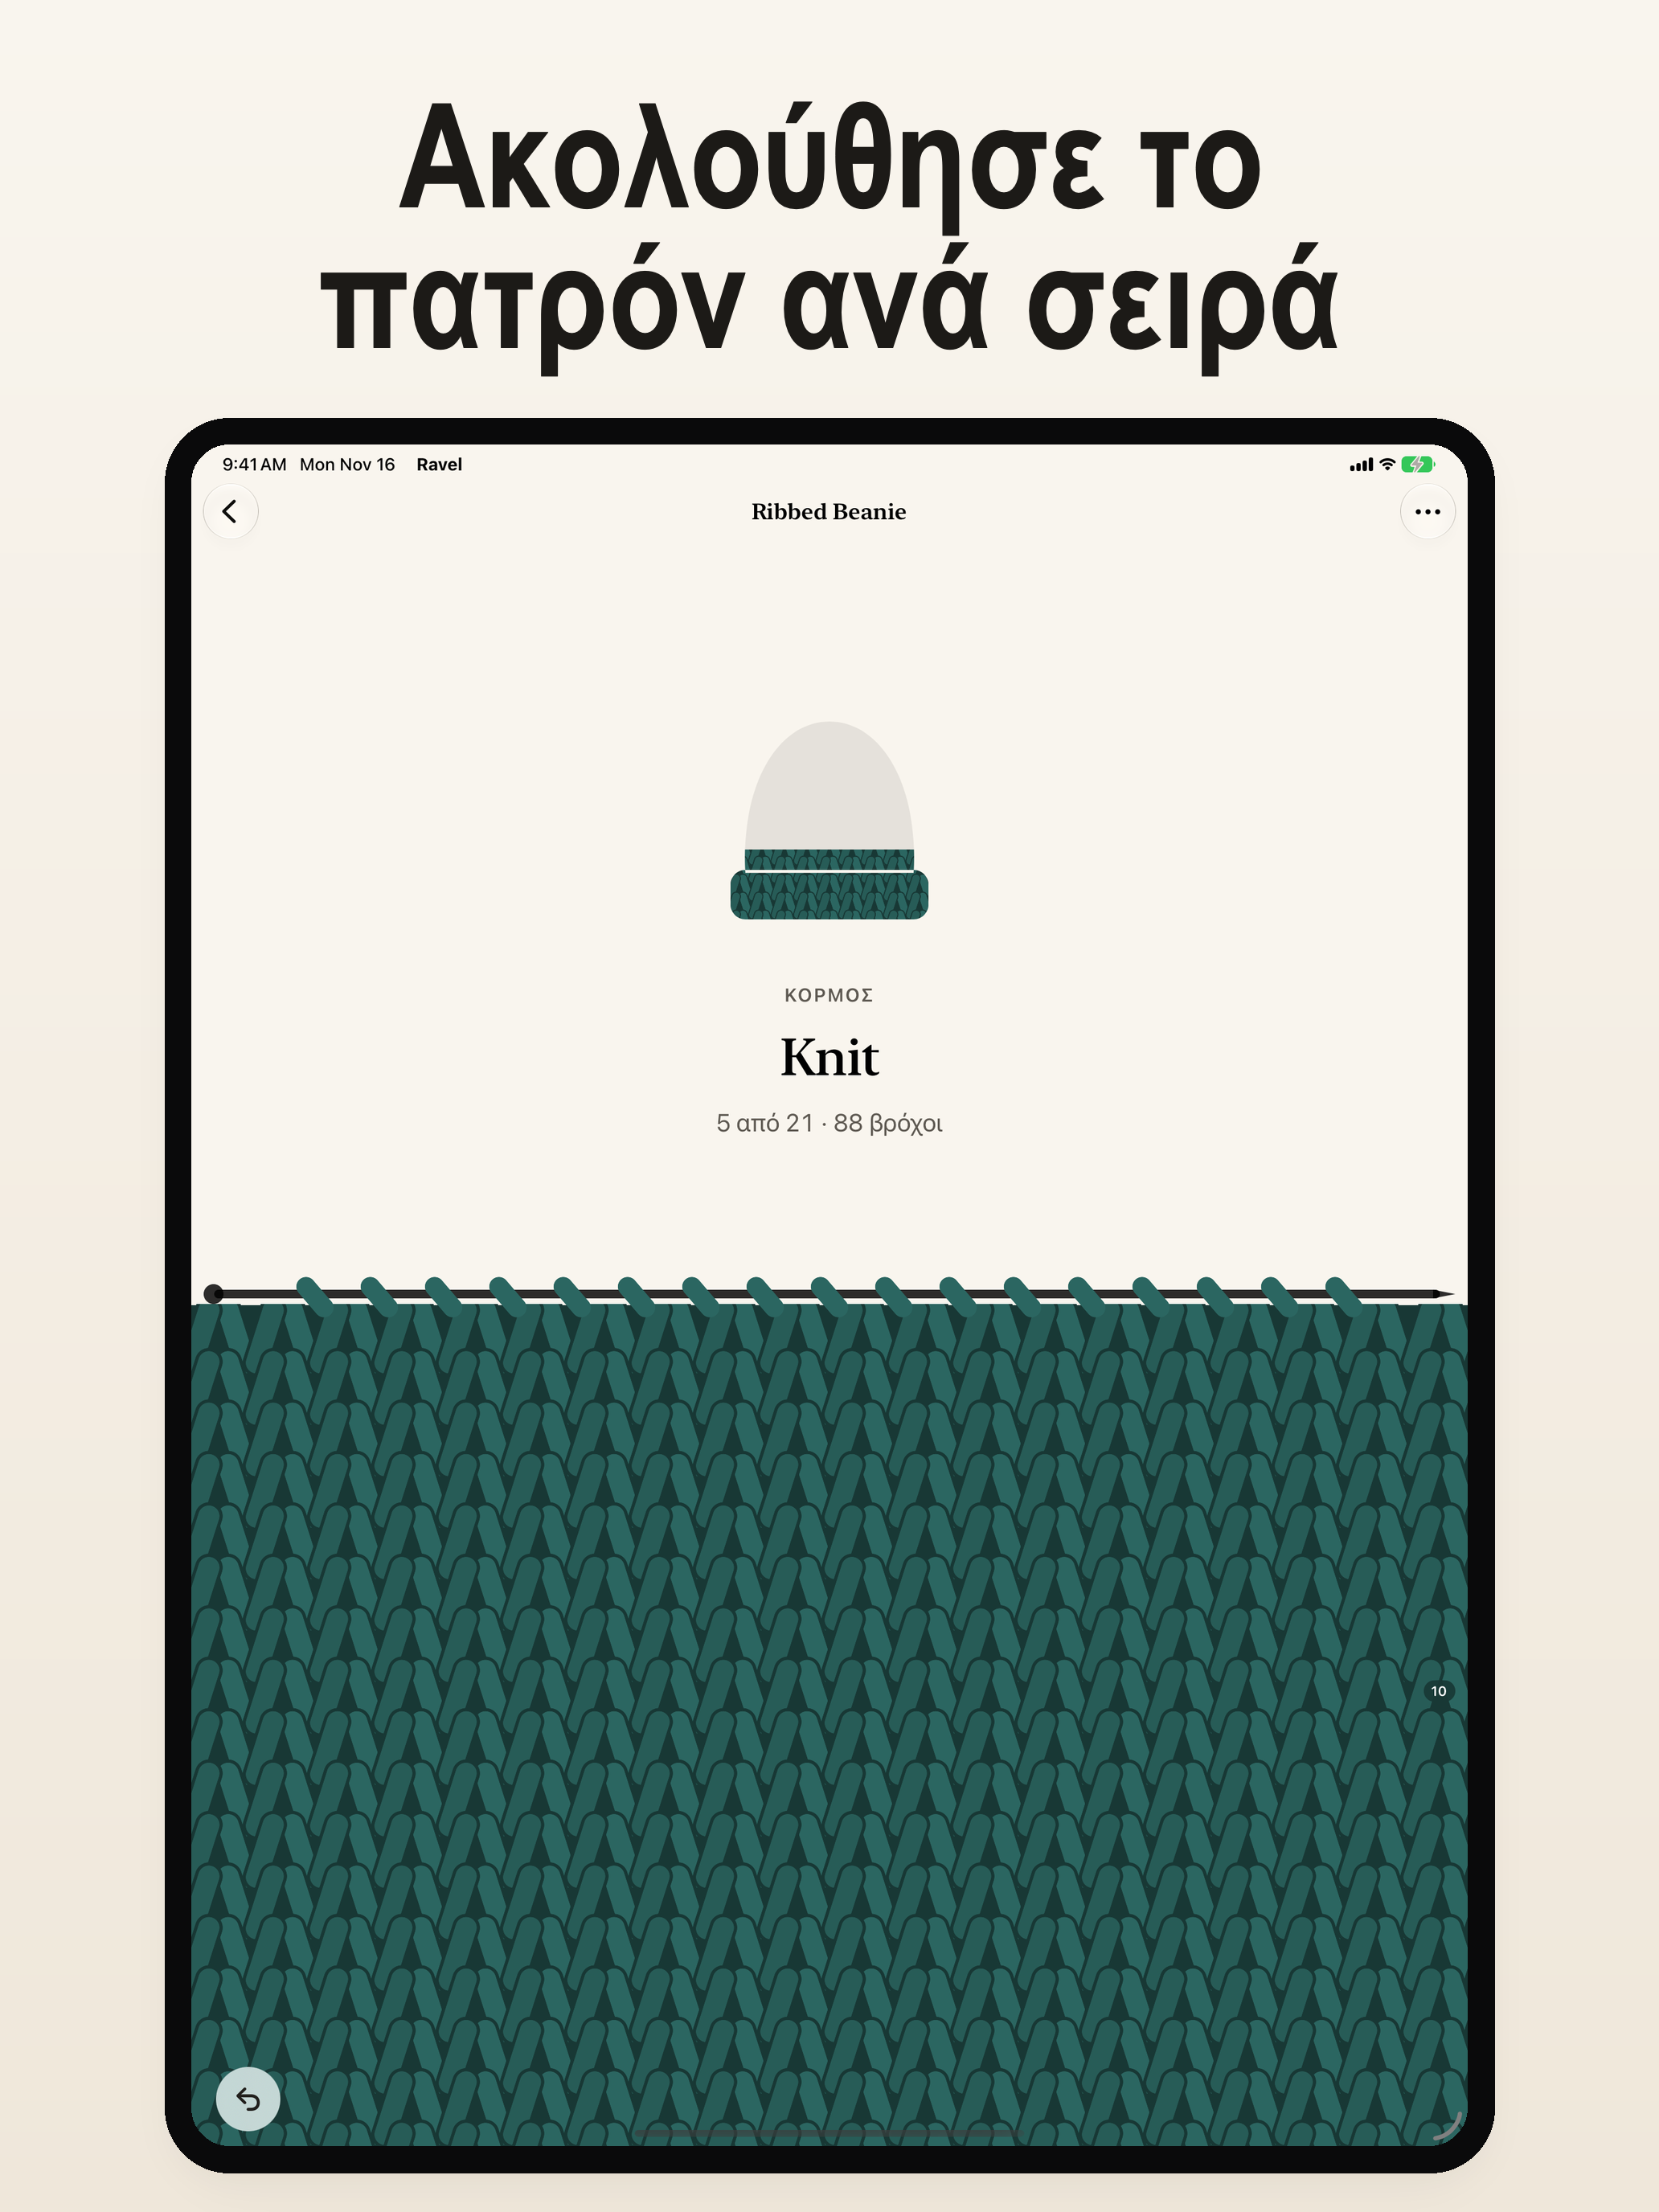 Ακολούθησε το
πατρόν ανά σειρά
9:41 AM Mon Nov 16 Ravel
Ribbed Beanie
ΚΟΡΜΟΣ
Knit
5 από 21 · 88 βρόχοι
10